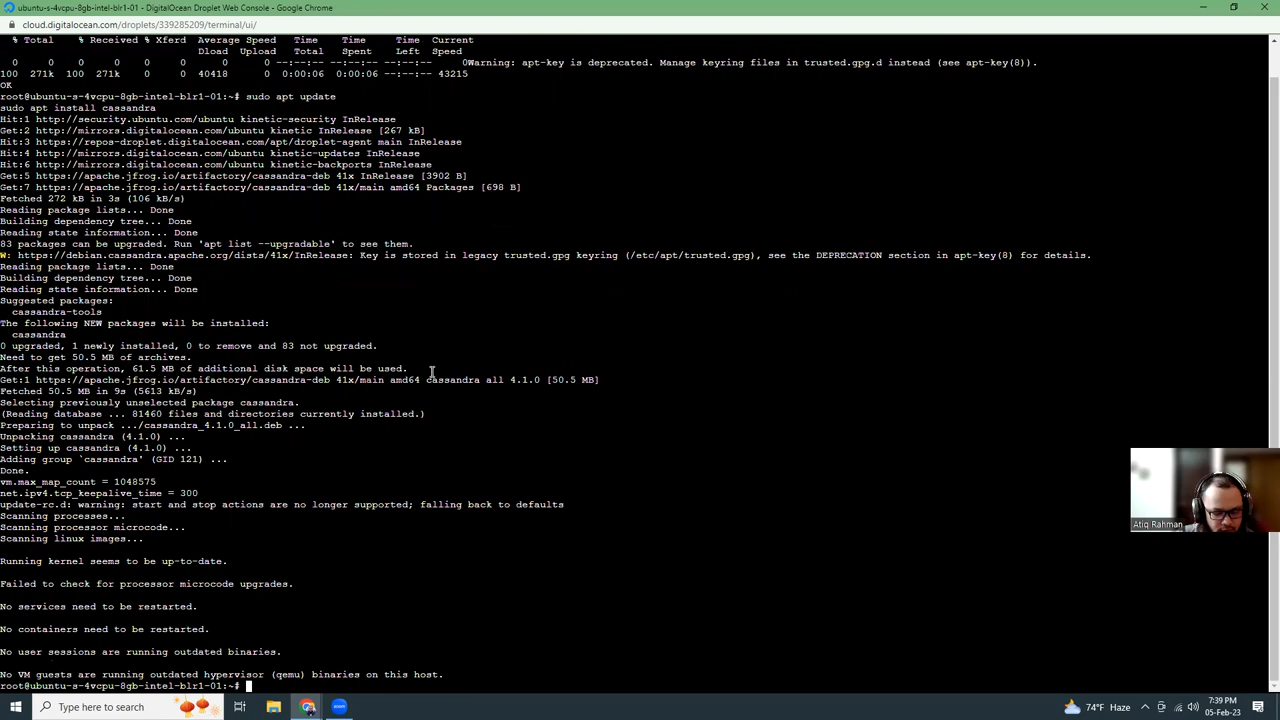 ubuntu-s-4vcpu-8gb-intel-blr1-01 - DigitalOcean Droplet Web Console - Google Chrome
cloud.digitalocean.com/droplets/339285209/terminal/ui/
% Total % Received % Xferd Average Speed Time Time Time Current
Dload Upload Total Spent Left Speed
0 0 0 0 0 0 0 0 --:--:-- --:--:-- --:--:-- 0Warning: apt-key is deprecated. Manage keyring files in trusted.gpg.d instead (see apt-key(8)).
100 271k 100 271k 0 0 40418 0 0:00:06 0:00:06 --:--:-- 43215
OK
root@ubuntu-s-4vcpu-8gb-intel-blr1-01:~# sudo apt update
sudo apt install cassandra
Hit:1 http://security.ubuntu.com/ubuntu kinetic-security InRelease
Get:2 http://mirrors.digitalocean.com/ubuntu kinetic InRelease [267 kB]
Hit:3 https://repos-droplet.digitalocean.com/apt/droplet-agent main InRelease
Hit:4 http://mirrors.digitalocean.com/ubuntu kinetic-updates InRelease
Hit:6 http://mirrors.digitalocean.com/ubuntu kinetic-backports InRelease
Get:5 https://apache.jfrog.io/artifactory/cassandra-deb 41x InRelease [3902 B]
Get:7 https://apache.jfrog.io/artifactory/cassandra-deb 41x/main amd64 Packages [698 B]
Fetched 272 kB in 3s (106 kB/s)
Reading package lists... Done
Building dependency tree... Done
Reading state information... Done
83 packages can be upgraded. Run 'apt list --upgradable' to see them.
W: https://debian.cassandra.apache.org/dists/41x/InRelease: Key is stored in legacy trusted.gpg keyring (/etc/apt/trusted.gpg), see the DEPRECATION section in apt-key(8) for details.
Reading package lists... Done
Building dependency tree... Done
Reading state information... Done
Suggested packages:
cassandra-tools
The following NEW packages will be installed:
cassandra
0 upgraded, 1 newly installed, 0 to remove and 83 not upgraded.
Need to get 50.5 MB of archives.
After this operation, 61.5 MB of additional disk space will be used.
Get:1 https://apache.jfrog.io/artifactory/cassandra-deb 41x/main amd64 cassandra all 4.1.0 [50.5 MB]
Fetched 50.5 MB in 9s (5613 kB/s)
Selecting previously unselected package cassandra.
(Reading database ... 81460 files and directories currently installed.)
Preparing to unpack .../cassandra_4.1.0_all.deb ...
Unpacking cassandra (4.1.0) ...
Setting up cassandra (4.1.0) ...
Adding group `cassandra' (GID 121) ...
Done.
vm.max_map_count = 1048575
net.ipv4.tcp_keepalive_time = 300
update-rc.d: warning: start and stop actions are no longer supported; falling back to defaults
Scanning processes...
Scanning processor microcode...
Scanning linux images...
Running kernel seems to be up-to-date.
Failed to check for processor microcode upgrades.
No services need to be restarted.
No containers need to be restarted.
No user sessions are running outdated binaries.
No VM guests are running outdated hypervisor (qemu) binaries on this host.
root@ubuntu-s-4vcpu-8gb-intel-blr1-01:~#
Atiq Rahman
Type here to search
zoom
74°F Haze
7:39 PM
05-Feb-23